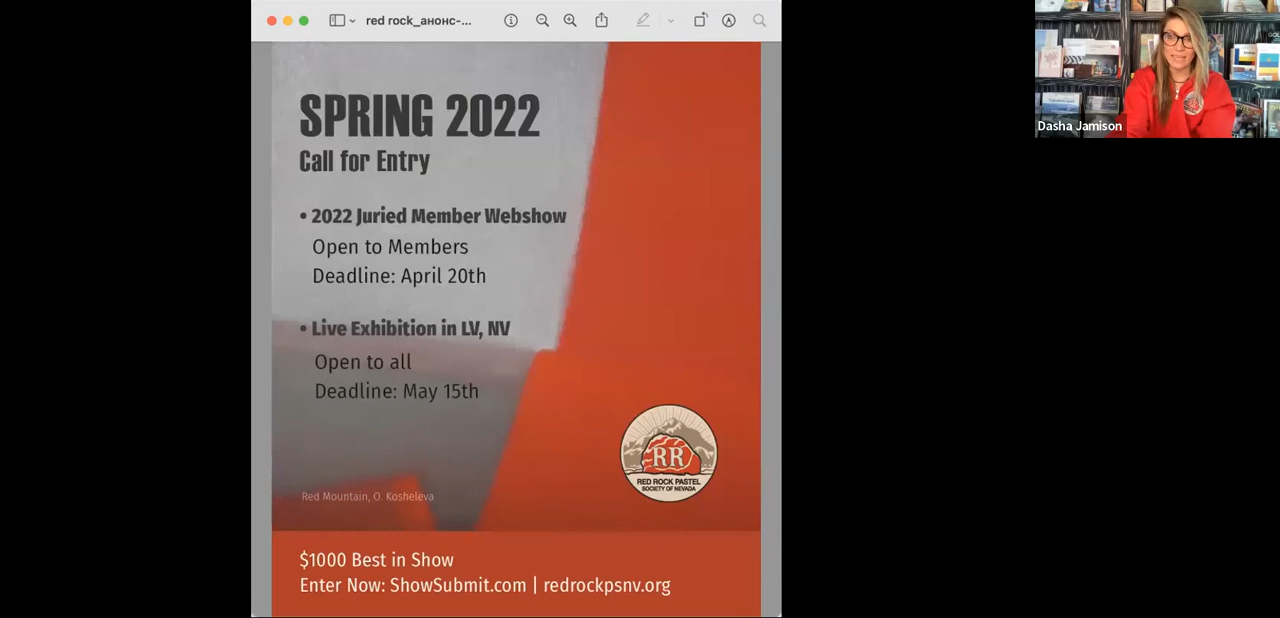 red rock_анонс-...
SPRING 2022
Call for Entry
• 2022 Juried Member Webshow
Open to Members
Deadline: April 20th
• Live Exhibition in LV, NV
Open to all
Deadline: May 15th
RR
RED ROCK PASTEL
SOCIETY OF NEVADA
Red Mountain, O. Kosheleva
$1000 Best in Show
Enter Now: ShowSubmit.com | redrockpsnv.org
Dasha Jamison